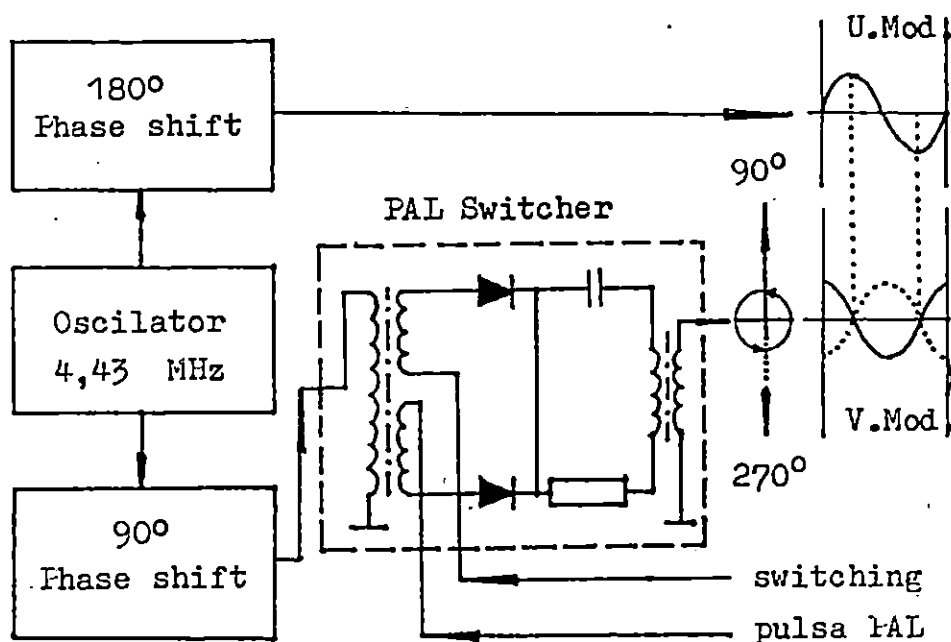 U.Mod
180°
Phase shift
90°
PAL Switcher
Oscilator
4,43 MHz
V.Mod
270°
90°
Phase shift
switching
pulsa PAL